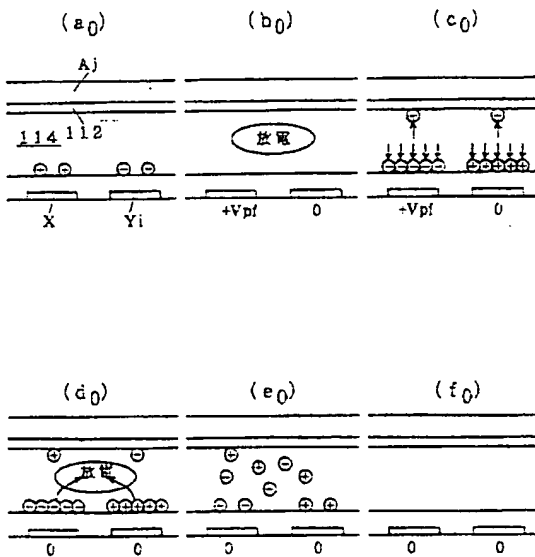 (a0) (b0) (c0)
Aj
114 112
放電
⊕ ⊕ ⊖ ⊖
X Yi
+Vpf 0
⊖ ⊖
⊖⊖⊖⊖⊖ ⊕⊕⊕⊕⊕
+Vpf 0
(d0) (e0) (f0)
⊕ ⊖
放電
⊖⊖⊖⊖⊖ ⊕⊕⊕⊕⊕
0 0
⊕ ⊕ ⊖
⊖ ⊖ ⊕
⊖ ⊖ ⊕ ⊕
0 0
0 0